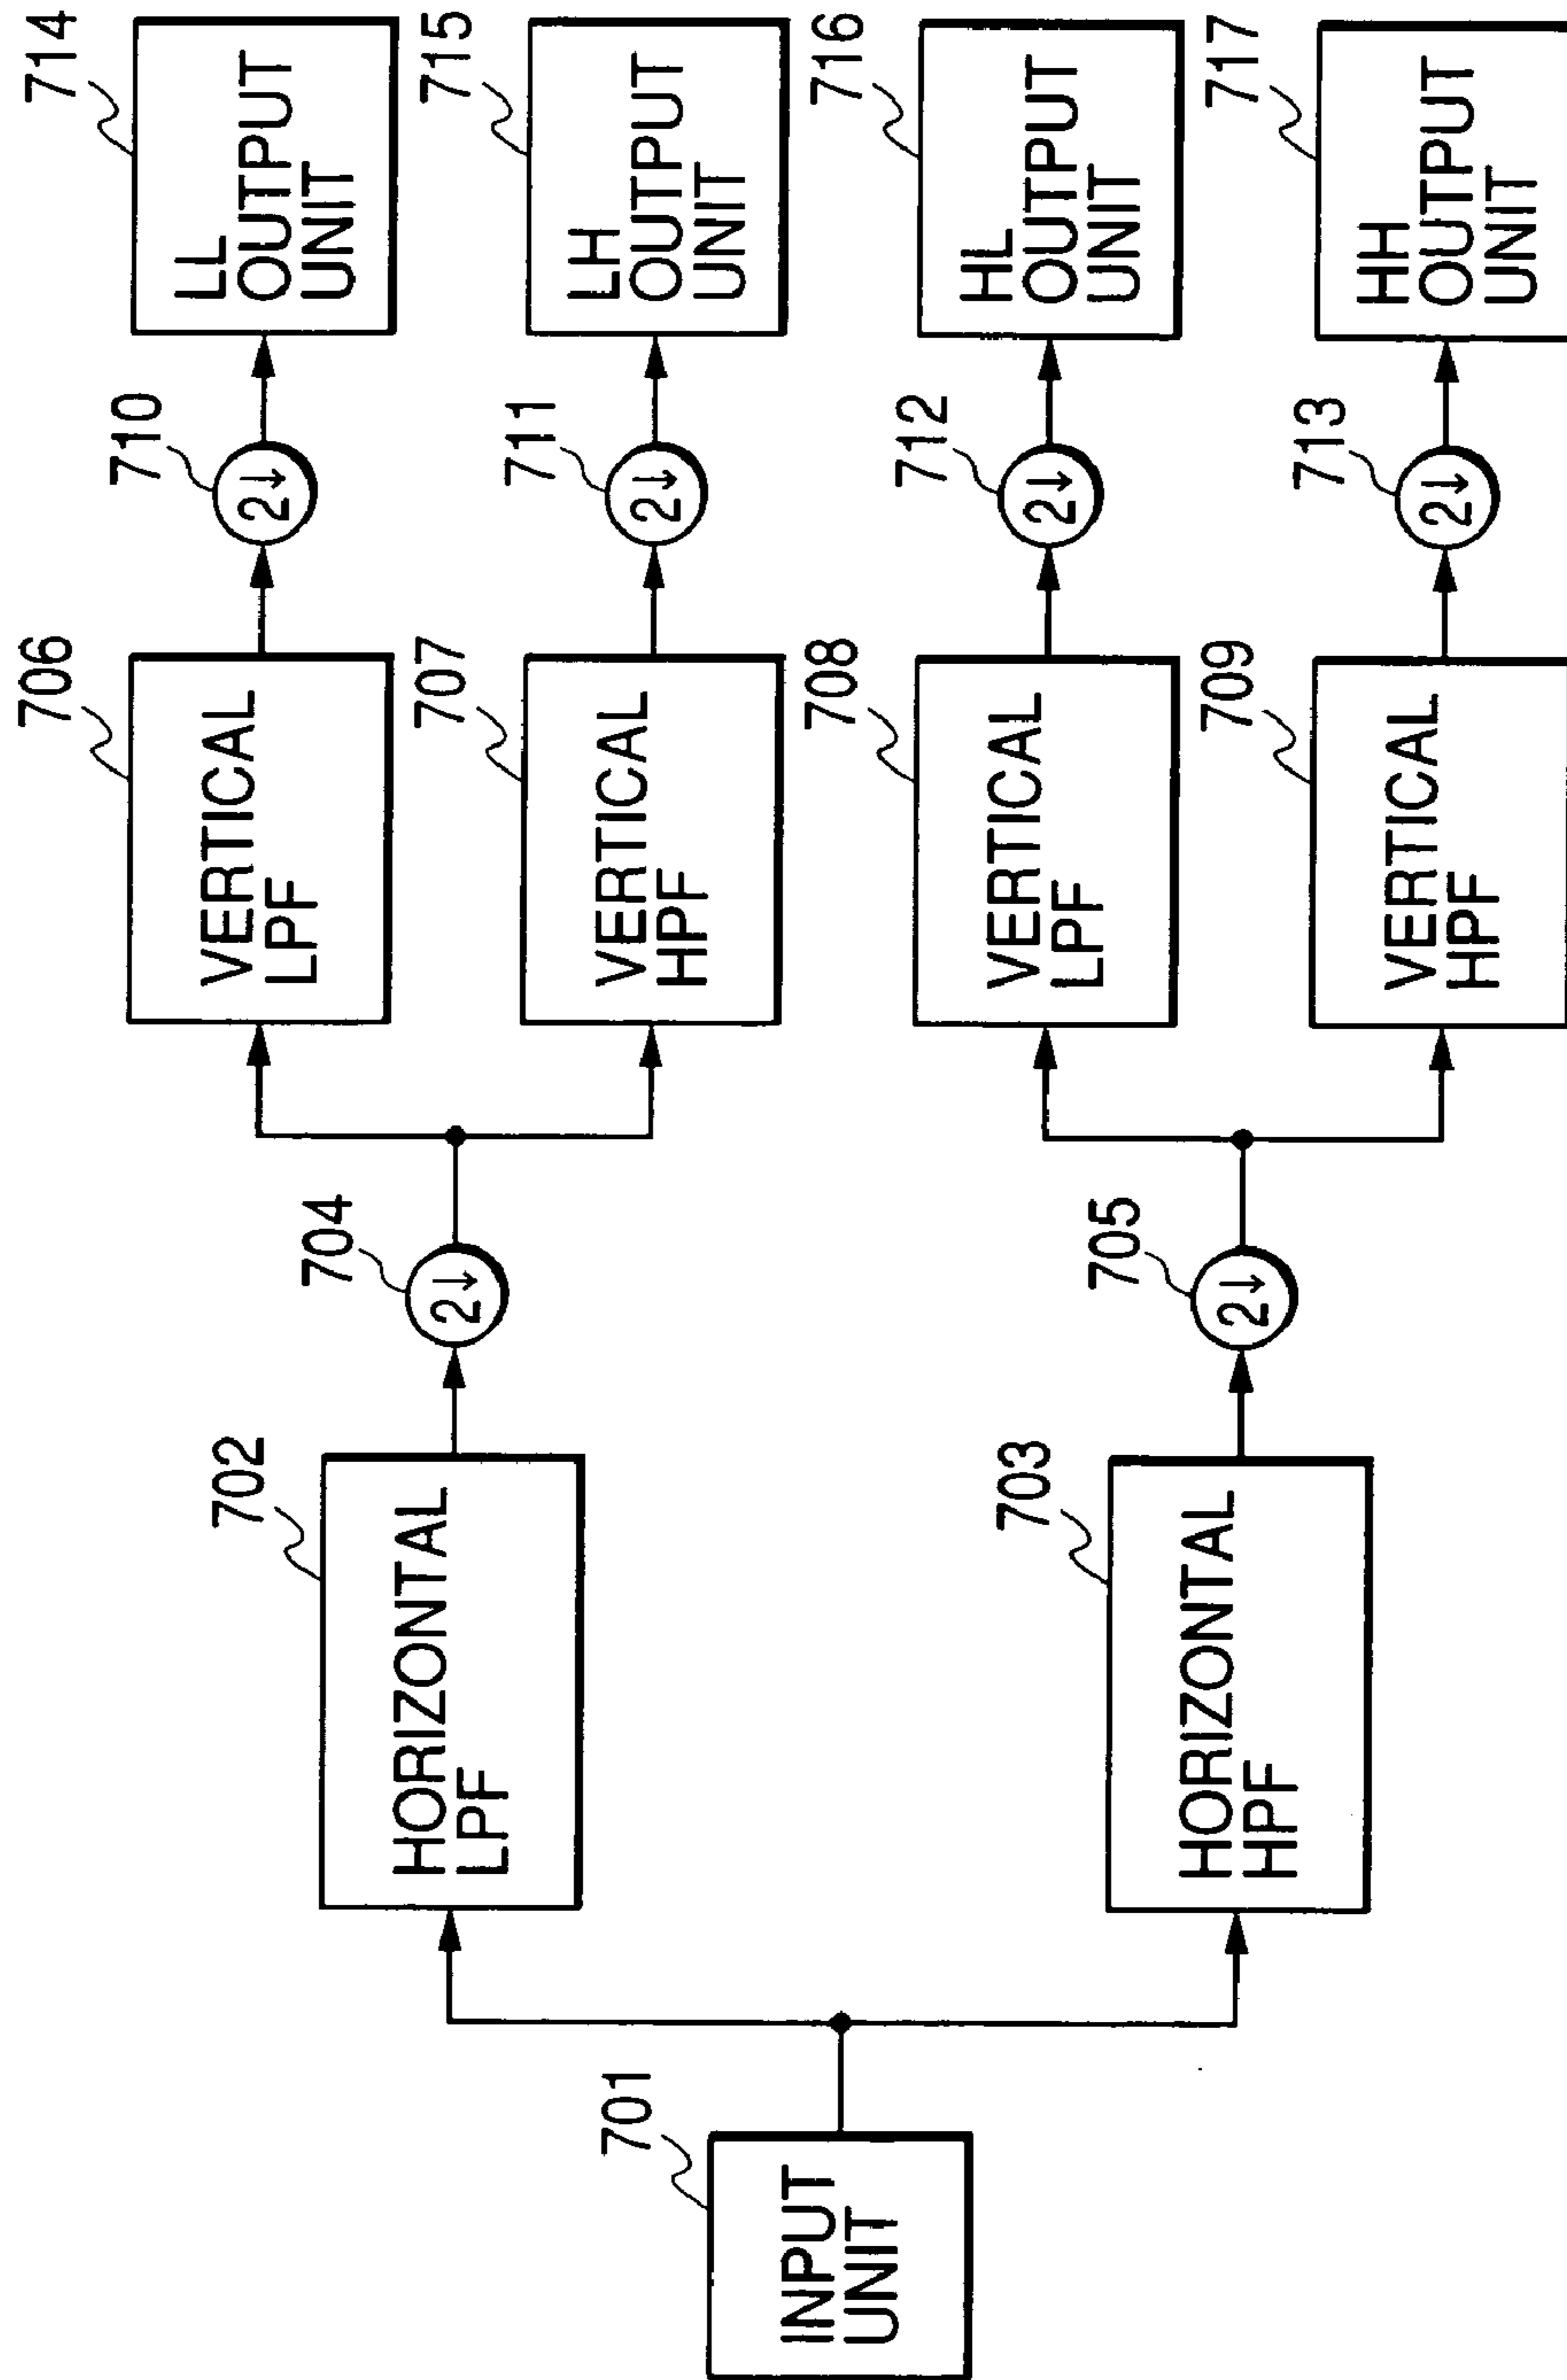 701
INPUT
UNIT
702
HORIZONTAL
LPF
703
HORIZONTAL
HPF
704
2↓
705
2↓
706
VERTICAL
LPF
707
VERTICAL
HPF
708
VERTICAL
LPF
709
VERTICAL
HPF
710
2↓
711
2↓
712
2↓
713
2↓
714
LL
OUTPUT
UNIT
715
LH
OUTPUT
UNIT
716
HL
OUTPUT
UNIT
717
HH
OUTPUT
UNIT